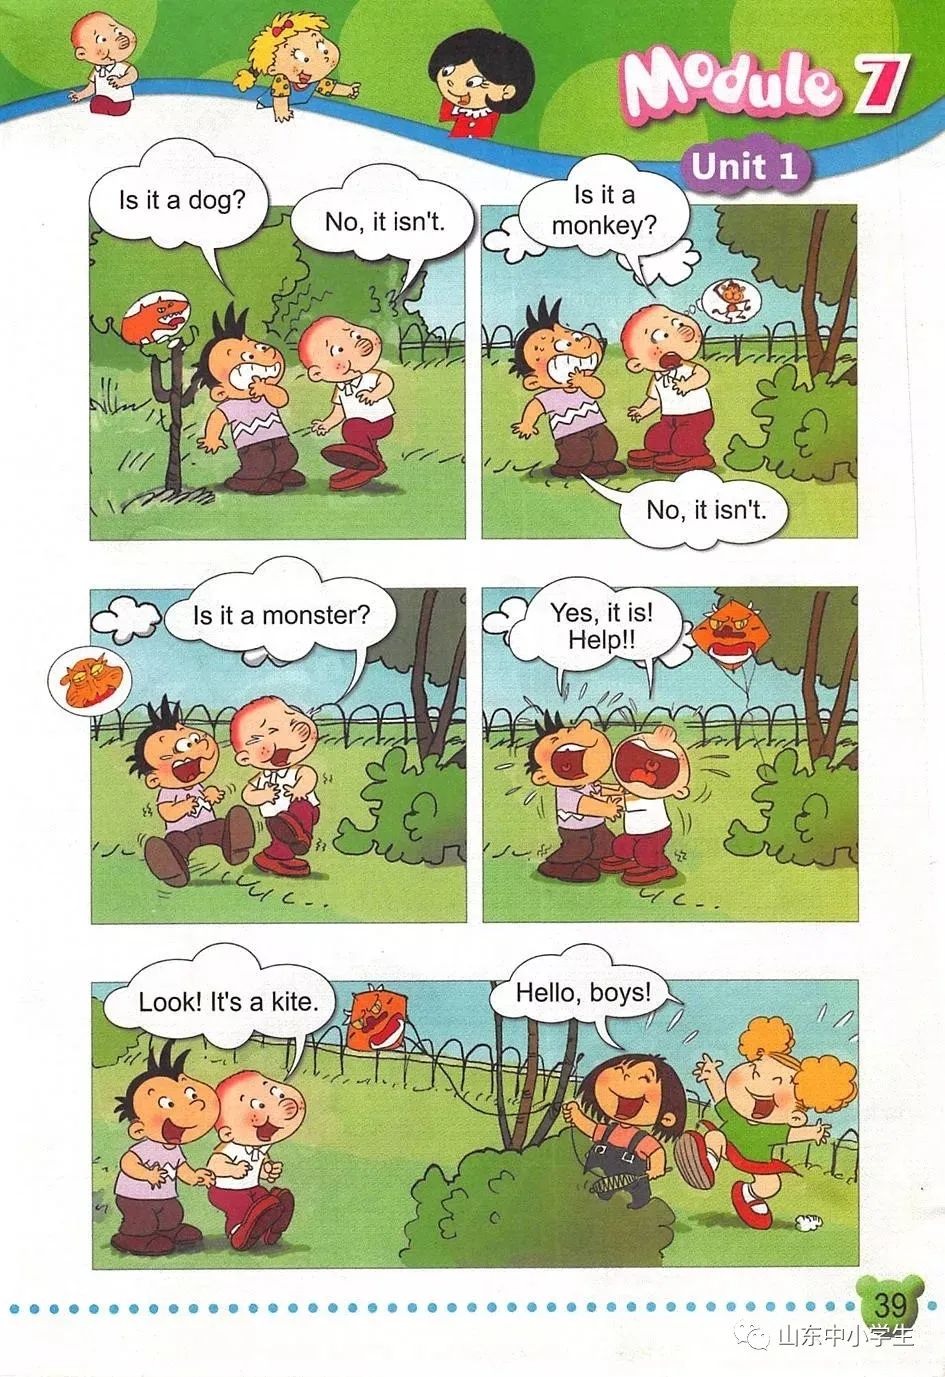 Module 7
Unit 1
Is it a dog?
No, it isn't.
Is it a
monkey?
No, it isn't.
Is it a monster?
Yes, it is!
Help!!
Look! It's a kite.
Hello, boys!
39
山东中小学生